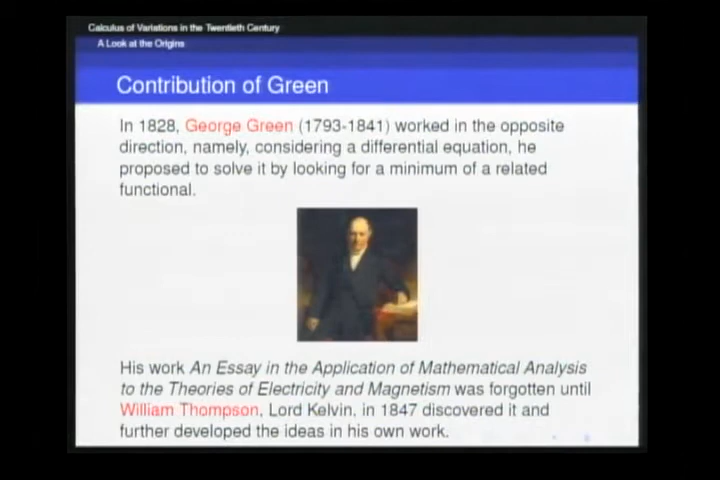 Calculus of Variations in the Twentieth Century
A Look at the Origins
Contribution of Green
In 1828, George Green (1793-1841) worked in the opposite
direction, namely, considering a differential equation, he
proposed to solve it by looking for a minimum of a related
functional.
His work An Essay in the Application of Mathematical Analysis
to the Theories of Electricity and Magnetism was forgotten until
William Thompson, Lord Kelvin, in 1847 discovered it and
further developed the ideas in his own work.